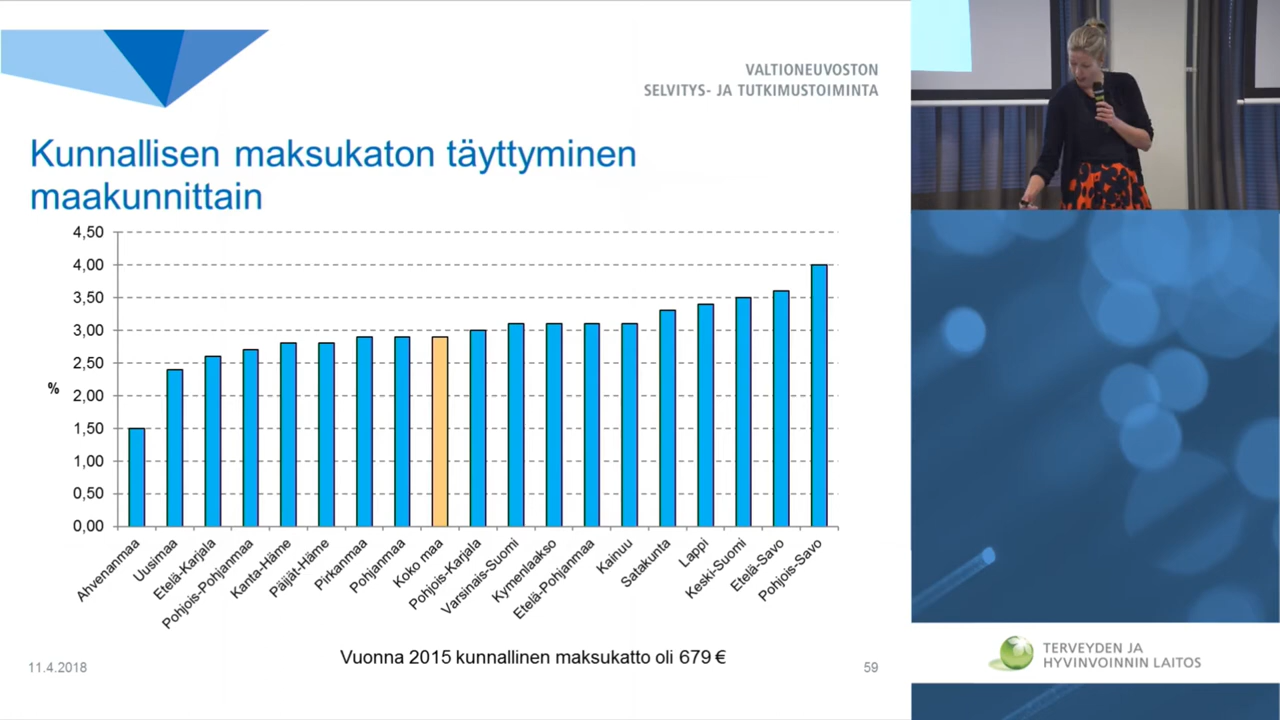 VALTIONEUVOSTON
SELVITYS- JA TUTKIMUSTOIMINTA
Kunnallisen maksukaton täyttyminen
maakunnittain
4,50
4,00
3,50
3,00
2,50
%
2,00
1,50
1,00
0,50
0,00
Ahvenanmaa
Uusimaa
Etelä-Karjala
Pohjois-Pohjanmaa
Kanta-Häme
Päijät-Häme
Pirkanmaa
Pohjanmaa
Koko maa
Pohjois-Karjala
Varsinais-Suomi
Kymenlaakso
Etelä-Pohjanmaa
Kainuu
Satakunta
Lappi
Keski-Suomi
Etelä-Savo
Pohjois-Savo
Vuonna 2015 kunnallinen maksukatto oli 679 €
11.4.2018
59
TERVEYDEN JA
HYVINVOINNIN LAITOS